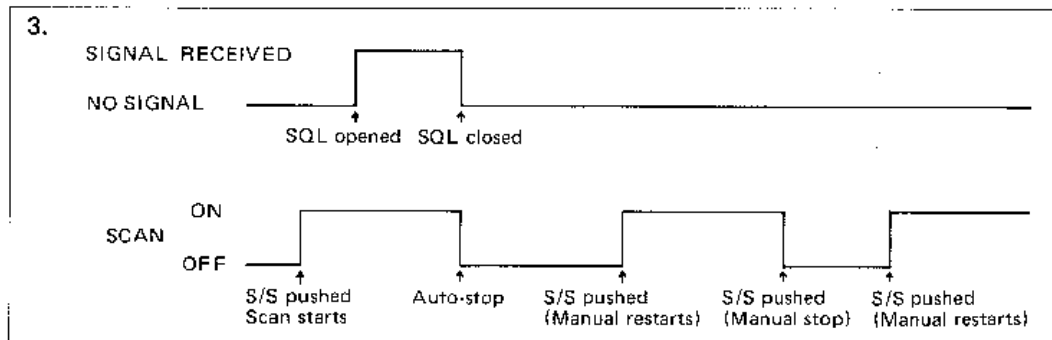 3.
SIGNAL RECEIVED
NO SIGNAL
SQL opened SQL closed
ON
SCAN
OFF
S/S pushed Auto-stop S/S pushed S/S pushed S/S pushed
Scan starts (Manual restarts) (Manual stop) (Manual restarts)